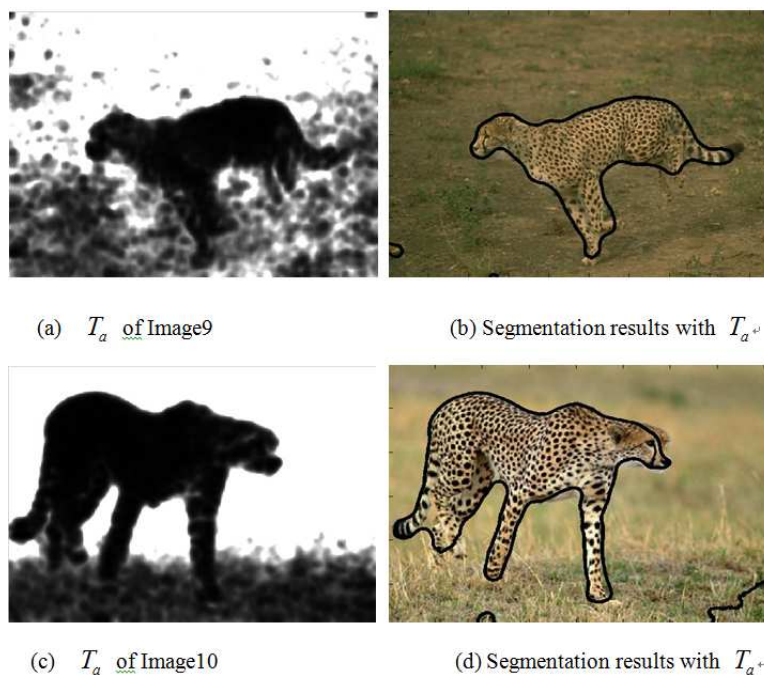 (a) Tₐ of Image9
(b) Segmentation results with Tₐ
(c) Tₐ of Image10
(d) Segmentation results with Tₐ